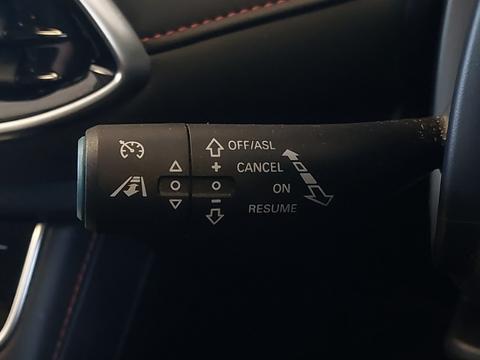 OFF/ASL
+ CANCEL
ON
– RESUME